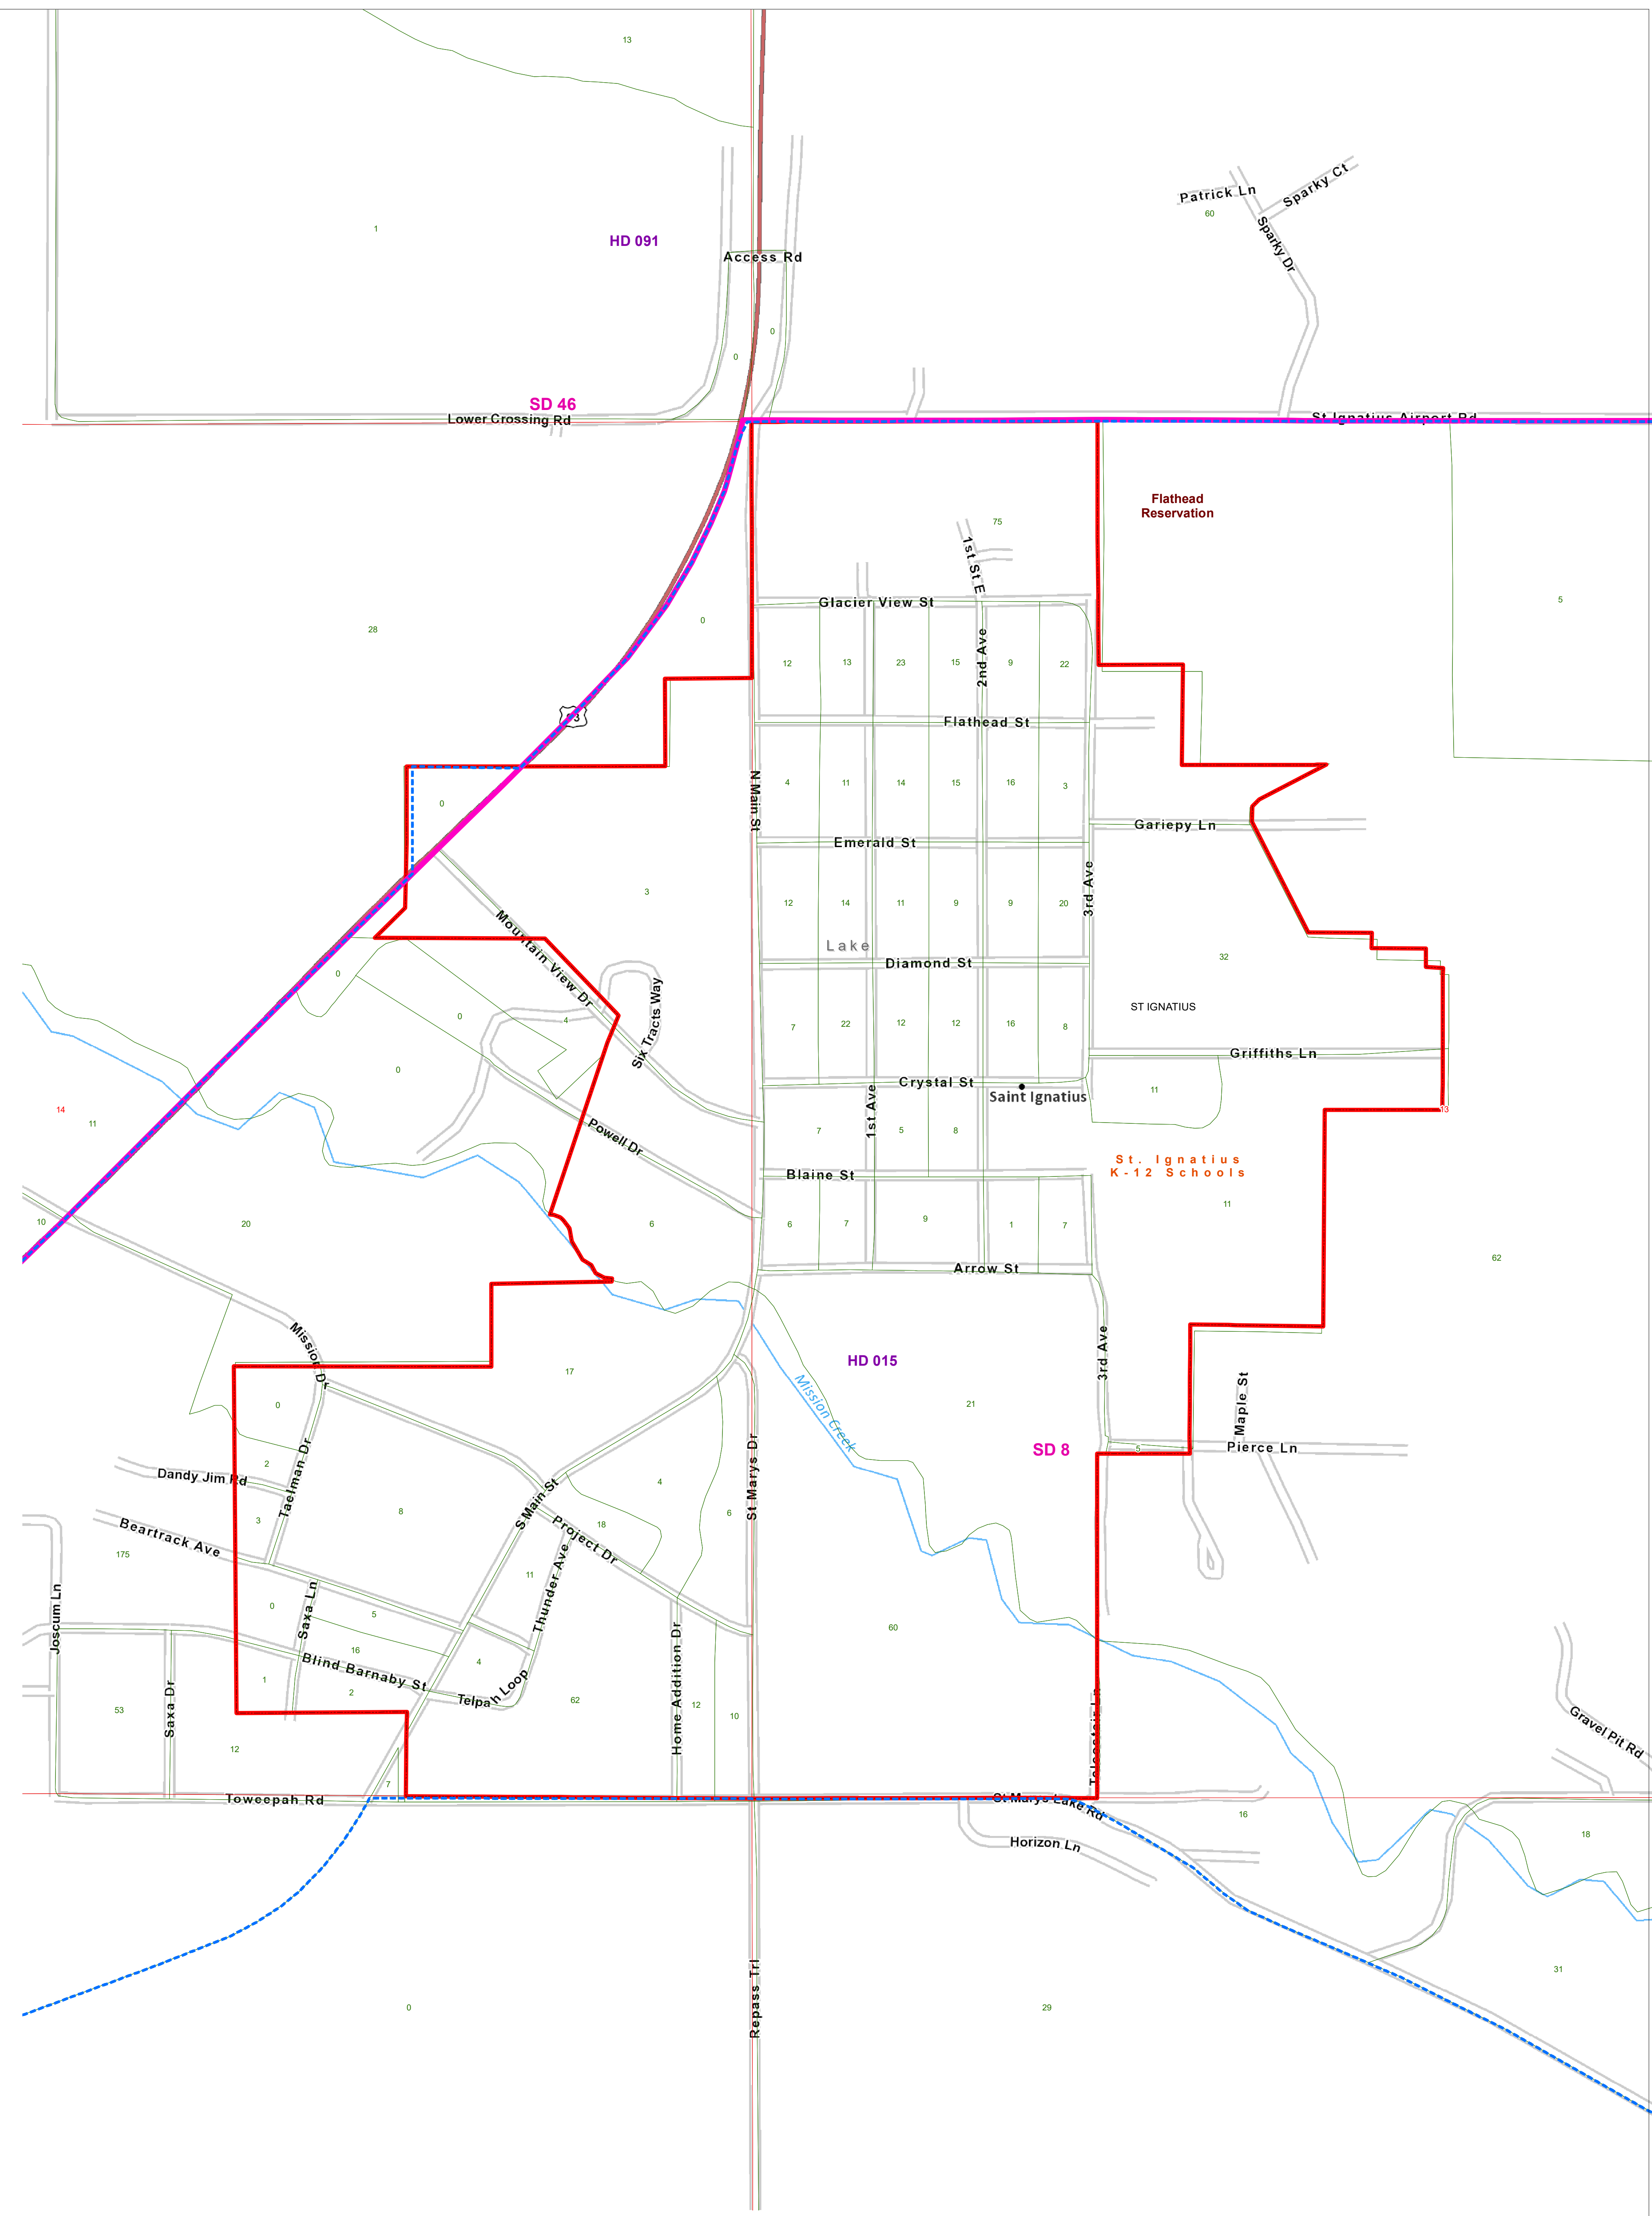 13
Patrick Ln
Sparky Ct
60
Sparky Dr
1
HD 091
Access Rd
0
0
SD 46
Lower Crossing Rd
St Ignatius Airport Rd
Flathead
Reservation
75
1st St E
Glacier View St
5
28
0
12
13
23
15
2nd Ave
9
22
Flathead St
0
4
11
14
15
16
3
N Main St
Gariepy Ln
Emerald St
3
12
14
11
9
9
20
3rd Ave
Mountain View Dr
Lake
Diamond St
32
0
Six Tracts Way
ST IGNATIUS
0
4
7
22
12
12
16
8
Griffiths Ln
0
Crystal St
11
Saint Ignatius
14
11
13
1st Ave
Powell Dr
7
5
8
St. Ignatius
K-12 Schools
Blaine St
10
20
6
6
7
9
1
7
11
62
Arrow St
Mission Dr
3rd Ave
HD 015
17
Mission Creek
21
Maple St
0
SD 8
5
Pierce Ln
Dandy Jim Rd
2
Taelman Dr
4
St Marys Dr
S Main St
8
3
6
Beartrack Ave
18
Project Dr
175
11
Thunder Ave
Joscum Ln
0
Saxa Ln
5
60
16
Blind Barnaby St
4
Home Addition Dr
1
2
Telpah Loop
62
12
10
53
Saxa Dr
Gravel Pit Rd
12
7
Toweepah Rd
St Marys Lake Rd
16
18
Horizon Ln
31
Repass Trl
0
29